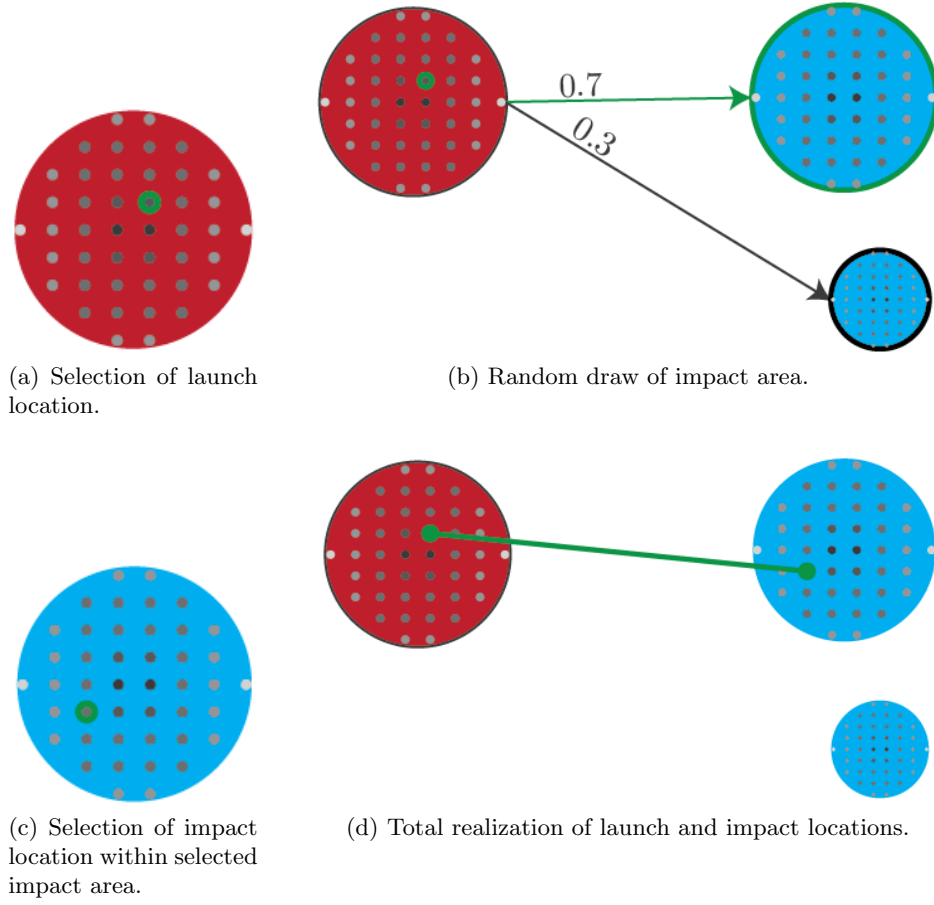 0.7
0.3
(a) Selection of launch
location.
(b) Random draw of impact area.
(c) Selection of impact
location within selected
impact area.
(d) Total realization of launch and impact locations.